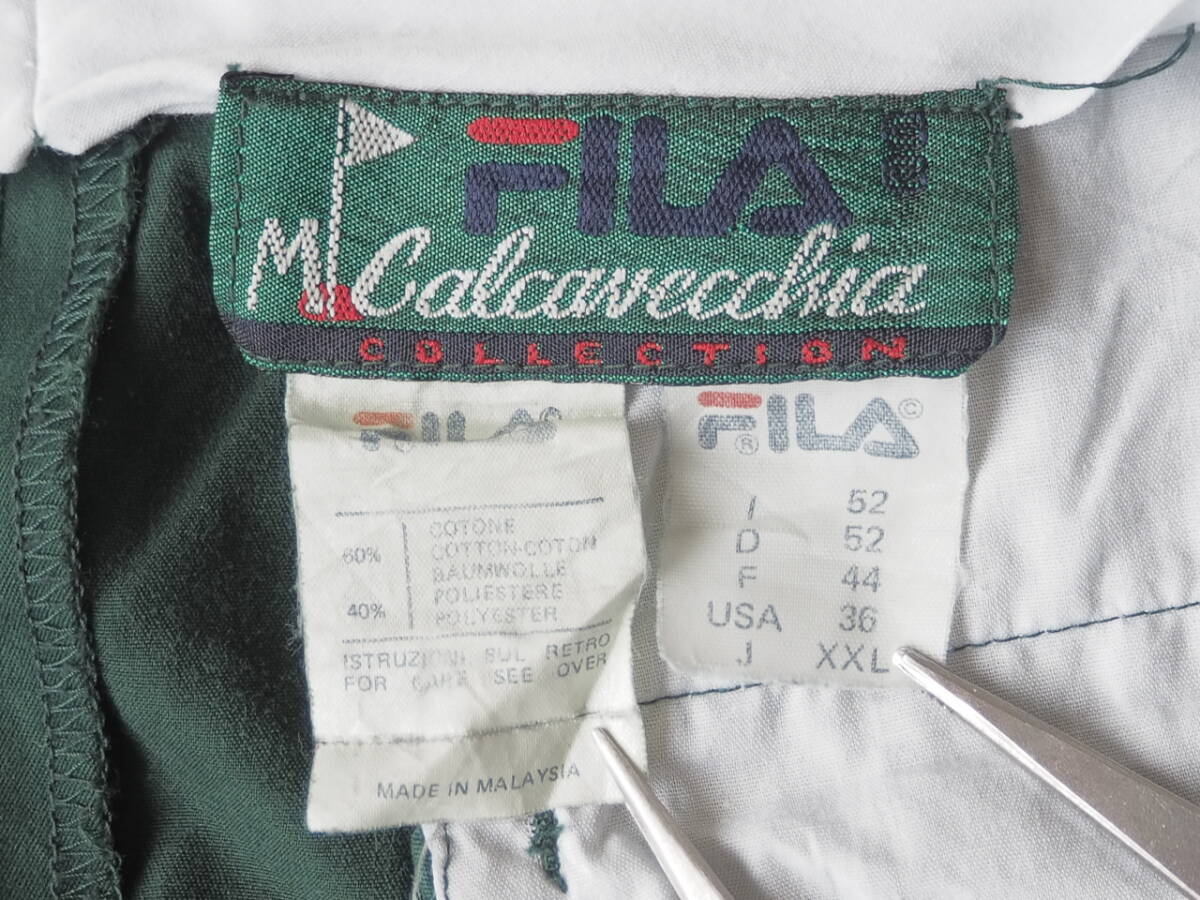 FILA
M Calcavecchia
COLLECTION
FILA
60%
COTONE
COTTON-COTON
BAUMWOLLE
40%
POLIESTERE
POLYESTER
ISTRUZIONI SUL RETRO
FOR CARE SEE OVER
MADE IN MALAYSIA
FILA ©
®
I 52
D 52
F 44
USA 36
J XXL